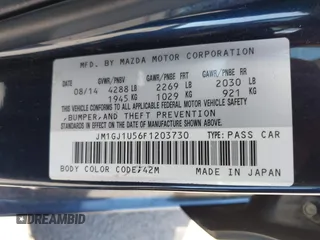 MFD. BY MAZDA MOTOR CORPORATION
GVWR/PNBV GAWR/PNBE FRT GAWR/PNBE RR
08/14 4288 LB 2269 LB 2030 LB
1945 KG 1029 KG 921 KG
THIS VEHICLE CONFORMS TO ALL APPLICABLE
FEDERAL MOTOR VEHICLE SAFETY,
BUMPER, AND THEFT PREVENTION
STANDARDS IN EFFECT ON THE DATE OF
MANUFACTURE SHOWN ABOVE.
JM1GJ1U56F1203730 TYPE: PASS CAR
BODY COLOR CODE:42M MADE IN JAPAN